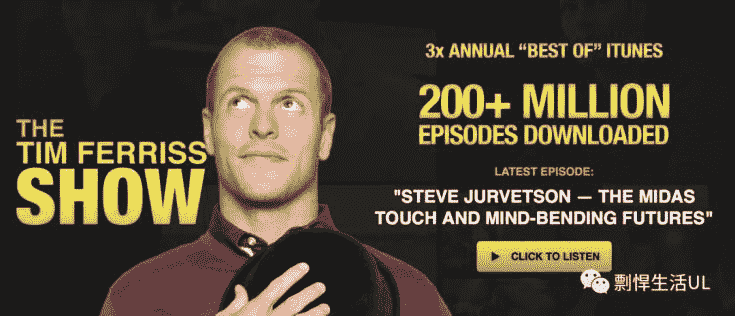 THE
TIM FERRISS
SHOW
3x ANNUAL “BEST OF” ITUNES
200+ MILLION
EPISODES DOWNLOADED
LATEST EPISODE:
"STEVE JURVETSON — THE MIDAS
TOUCH AND MIND-BENDING FUTURES"
CLICK TO LISTEN
剽悍生活UL